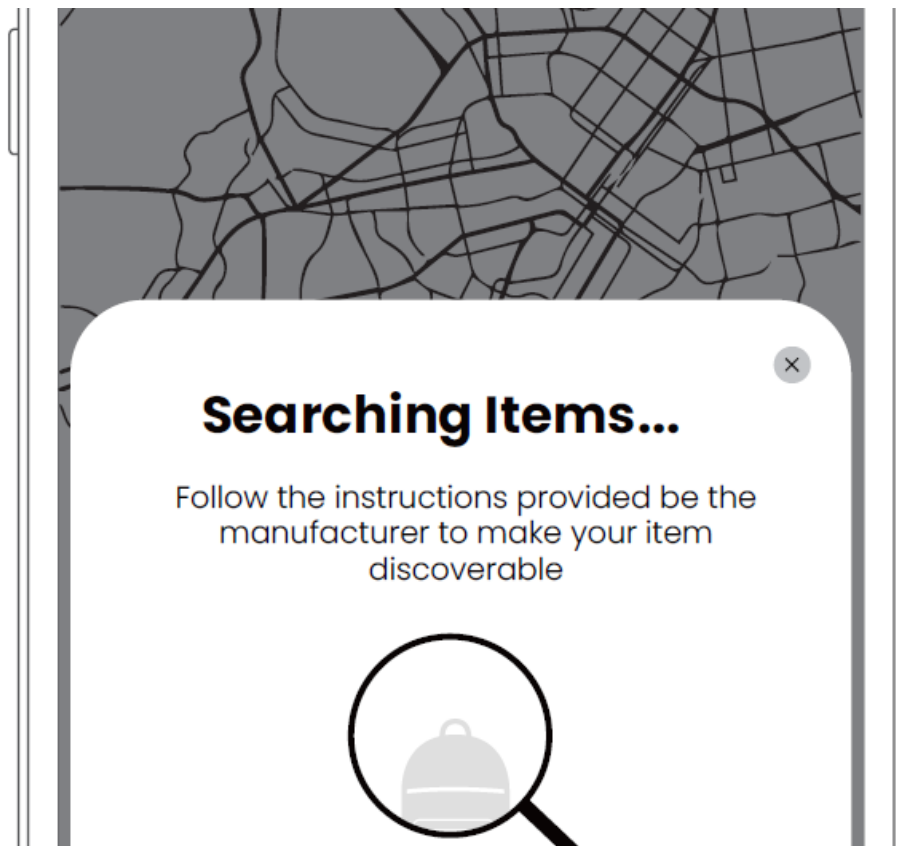 Searching Items...
Follow the instructions provided be the
manufacturer to make your item
discoverable